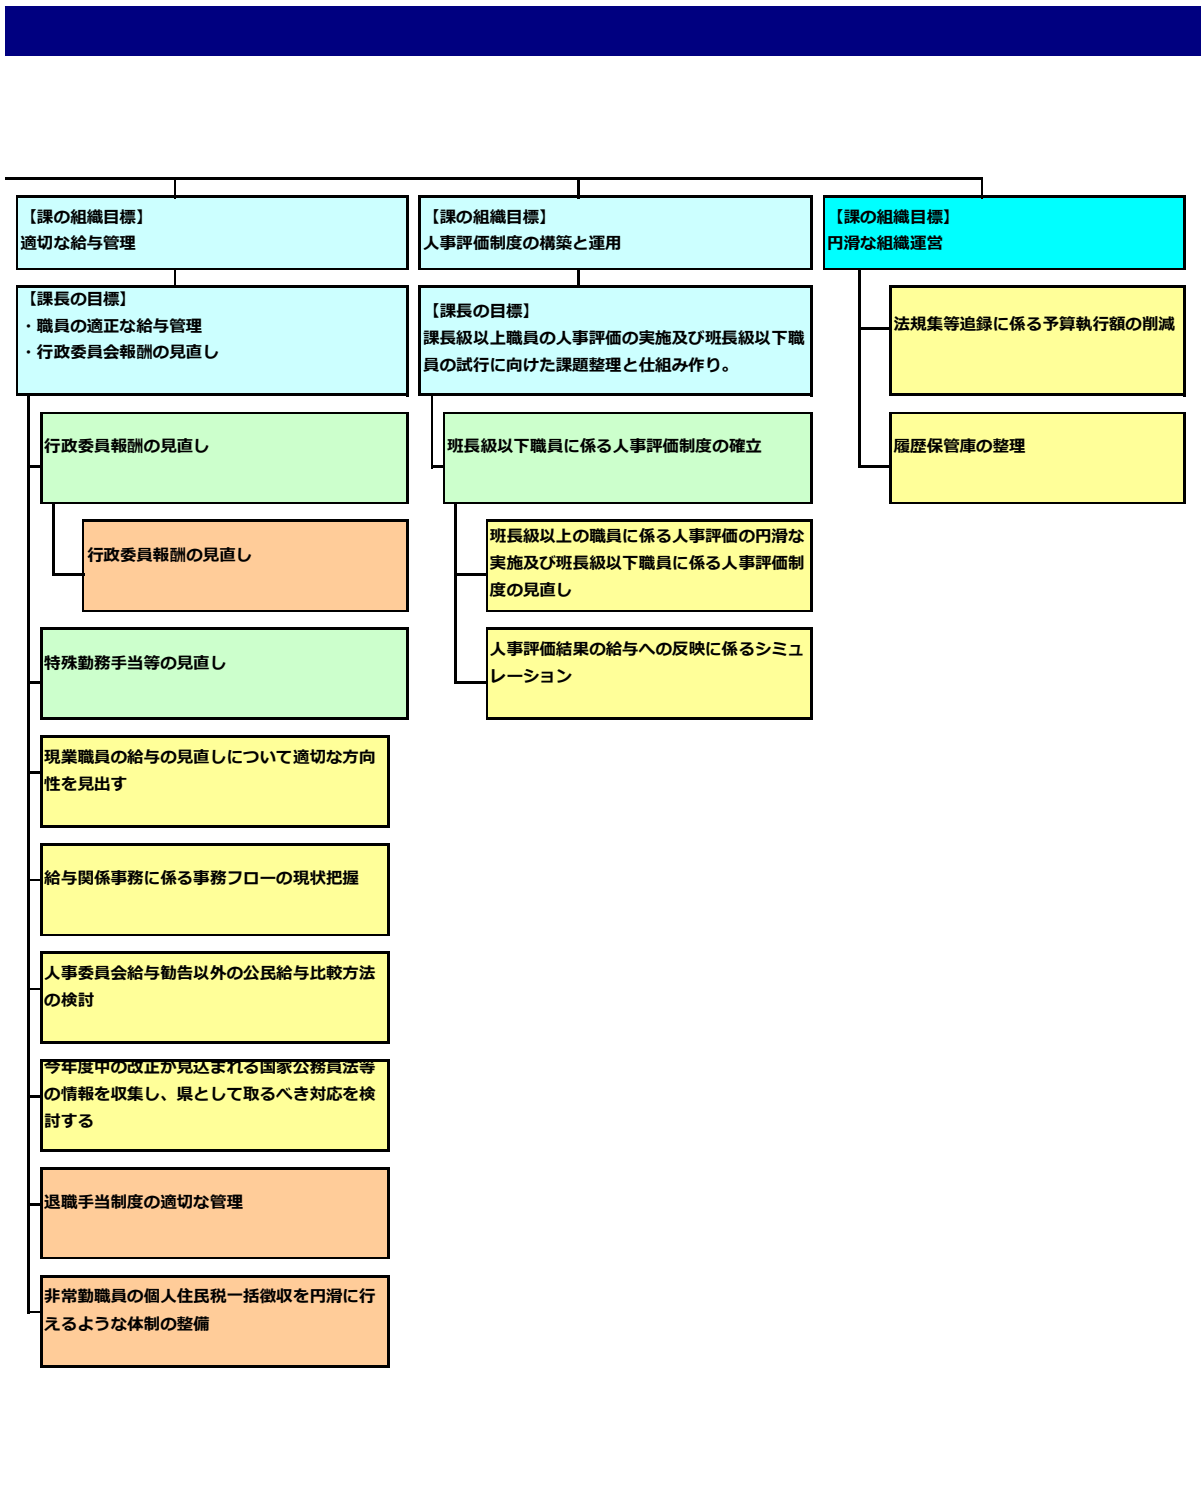 【課の組織目標】
適切な給与管理
【課長の目標】
・職員の適正な給与管理
・行政委員会報酬の見直し
行政委員報酬の見直し
行政委員報酬の見直し
特殊勤務手当等の見直し
現業職員の給与の見直しについて適切な方向
性を見出す
給与関係事務に係る事務フローの現状把握
人事委員会給与勧告以外の公民給与比較方法
の検討
今年度中の改正が見込まれる国家公務員法等
の情報を収集し、県として取るべき対応を検
討する
退職手当制度の適切な管理
非常勤職員の個人住民税一括徴収を円滑に行
えるような体制の整備
【課の組織目標】
人事評価制度の構築と運用
【課長の目標】
課長級以上職員の人事評価の実施及び班長級以下職
員の試行に向けた課題整理と仕組み作り。
班長級以下職員に係る人事評価制度の確立
班長級以上の職員に係る人事評価の円滑な
実施及び班長級以下職員に係る人事評価制
度の見直し
人事評価結果の給与への反映に係るシミュ
レーション
【課の組織目標】
円滑な組織運営
法規集等追録に係る予算執行額の削減
履歴保管庫の整理